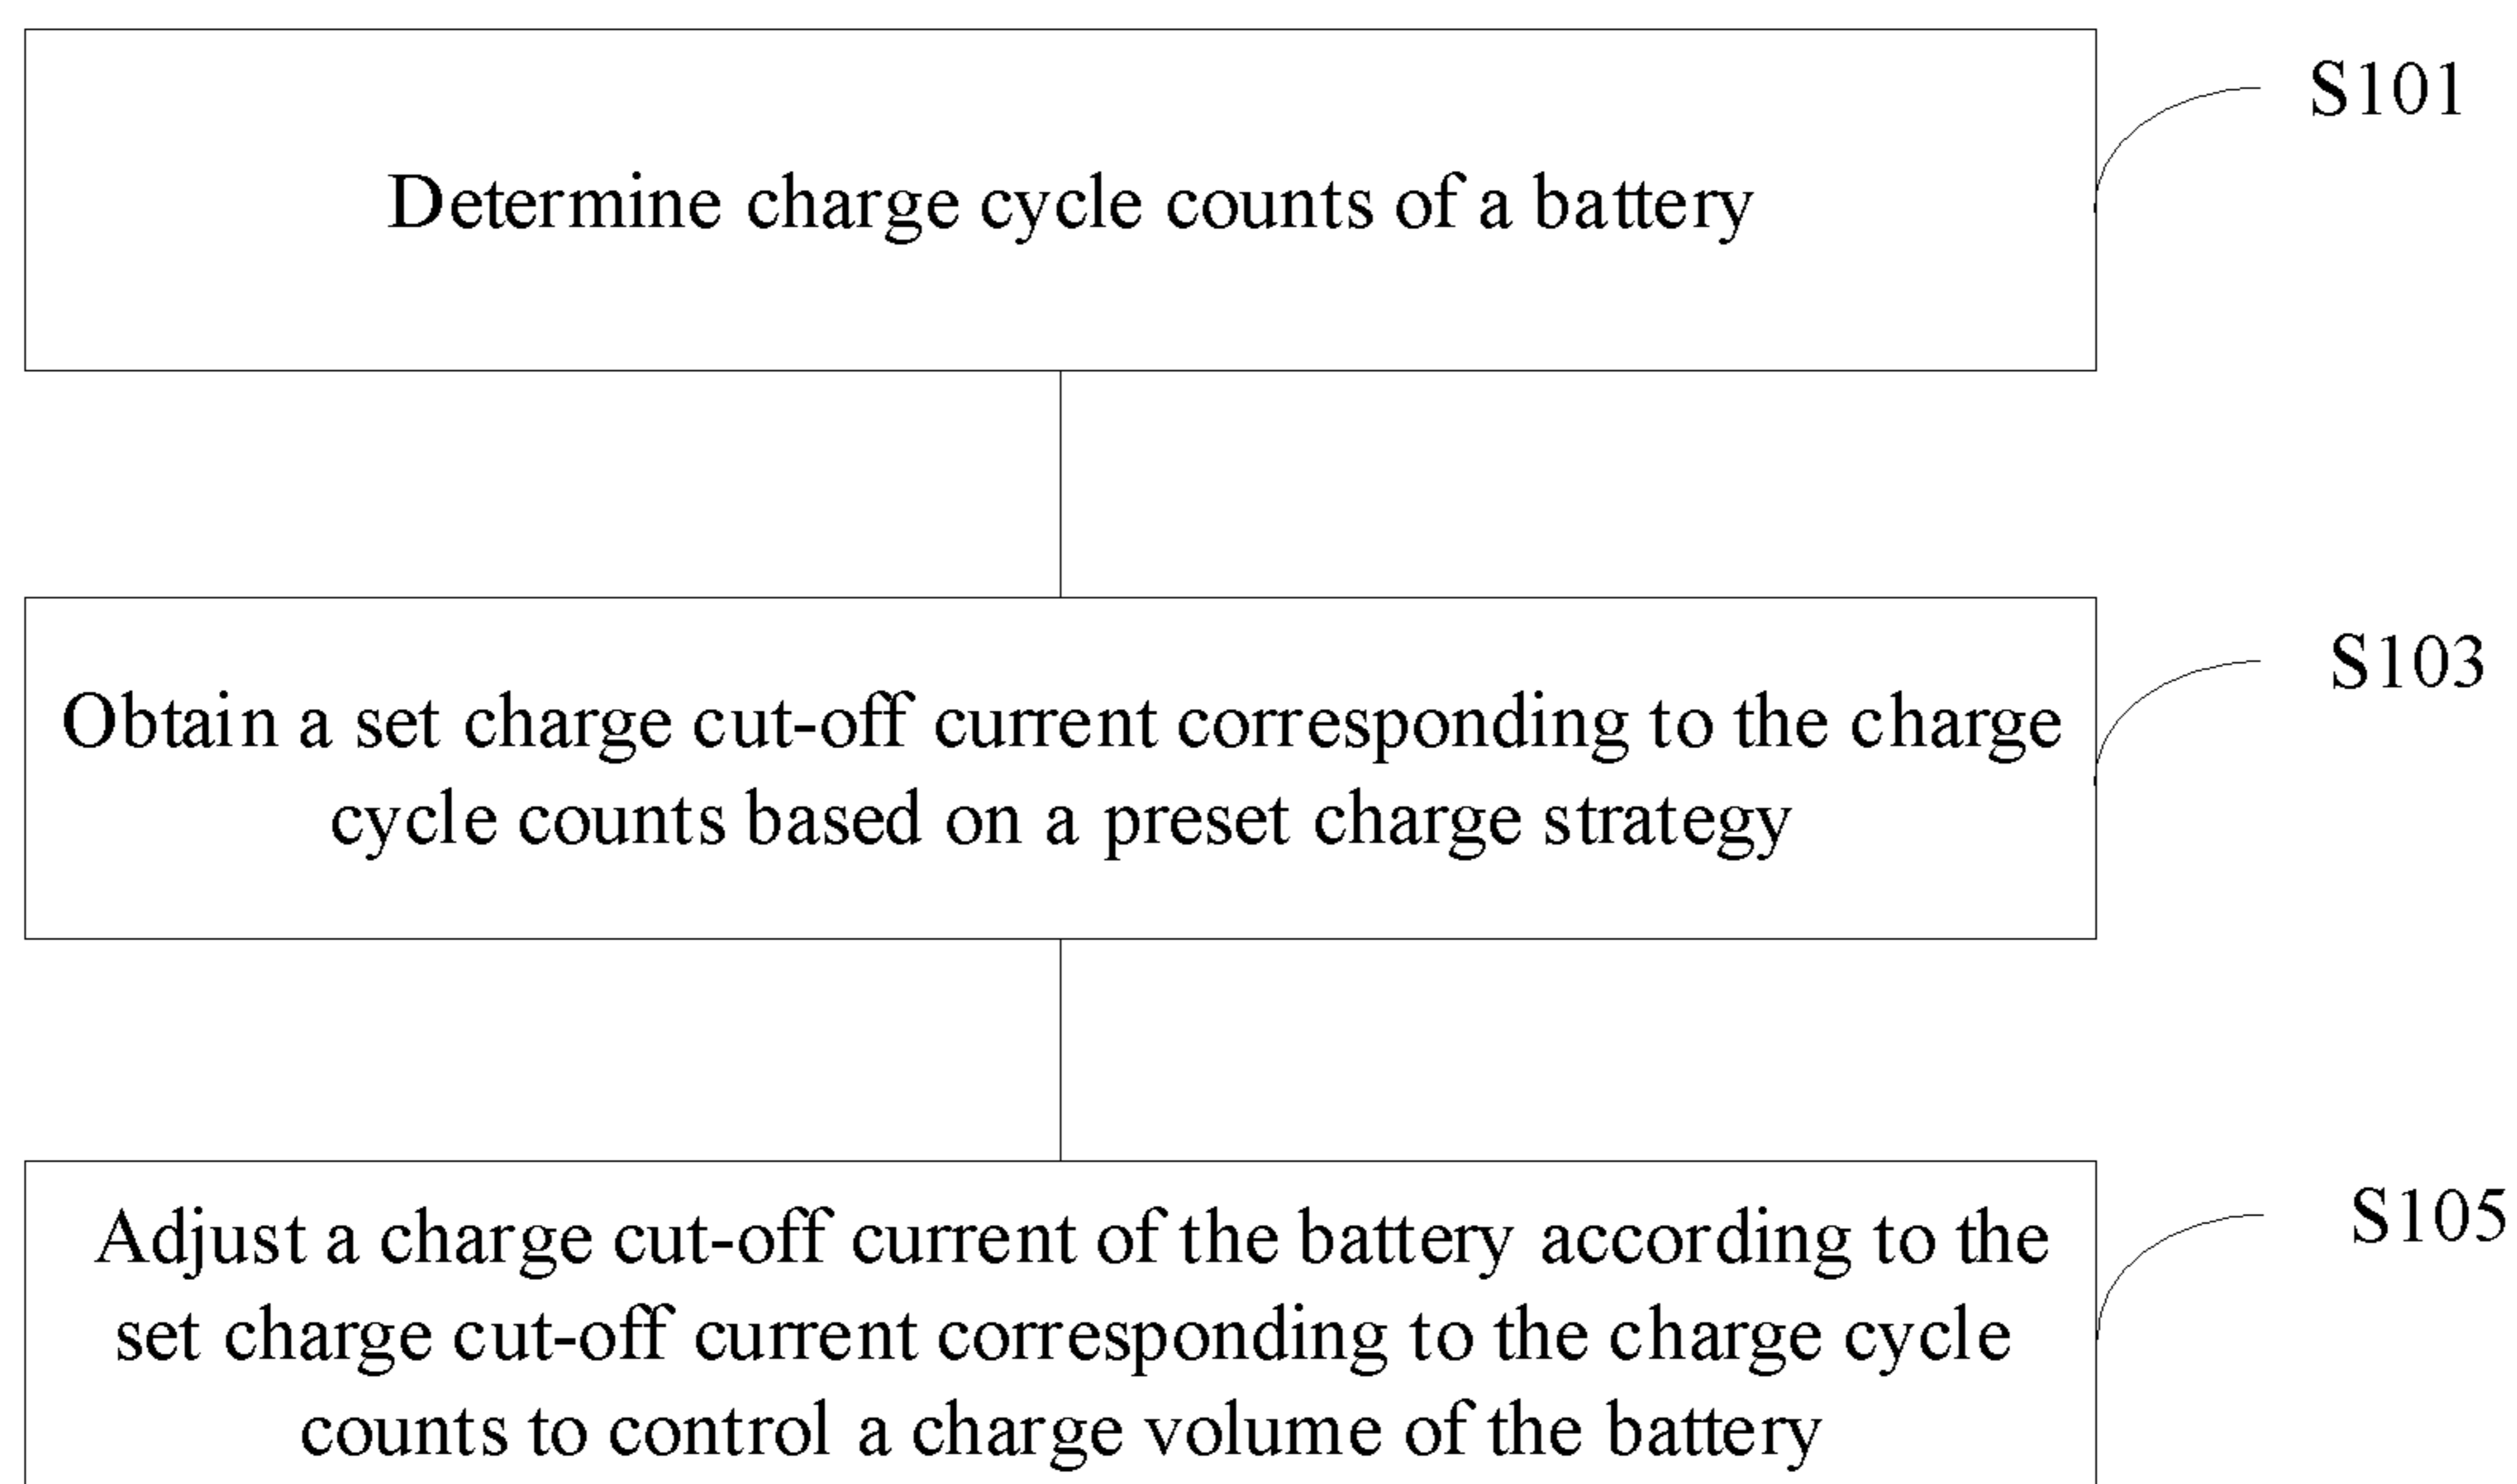 S101
Determine charge cycle counts of a battery
S103
Obtain a set charge cut-off current corresponding to the charge
cycle counts based on a preset charge strategy
S105
Adjust a charge cut-off current of the battery according to the
set charge cut-off current corresponding to the charge cycle
counts to control a charge volume of the battery